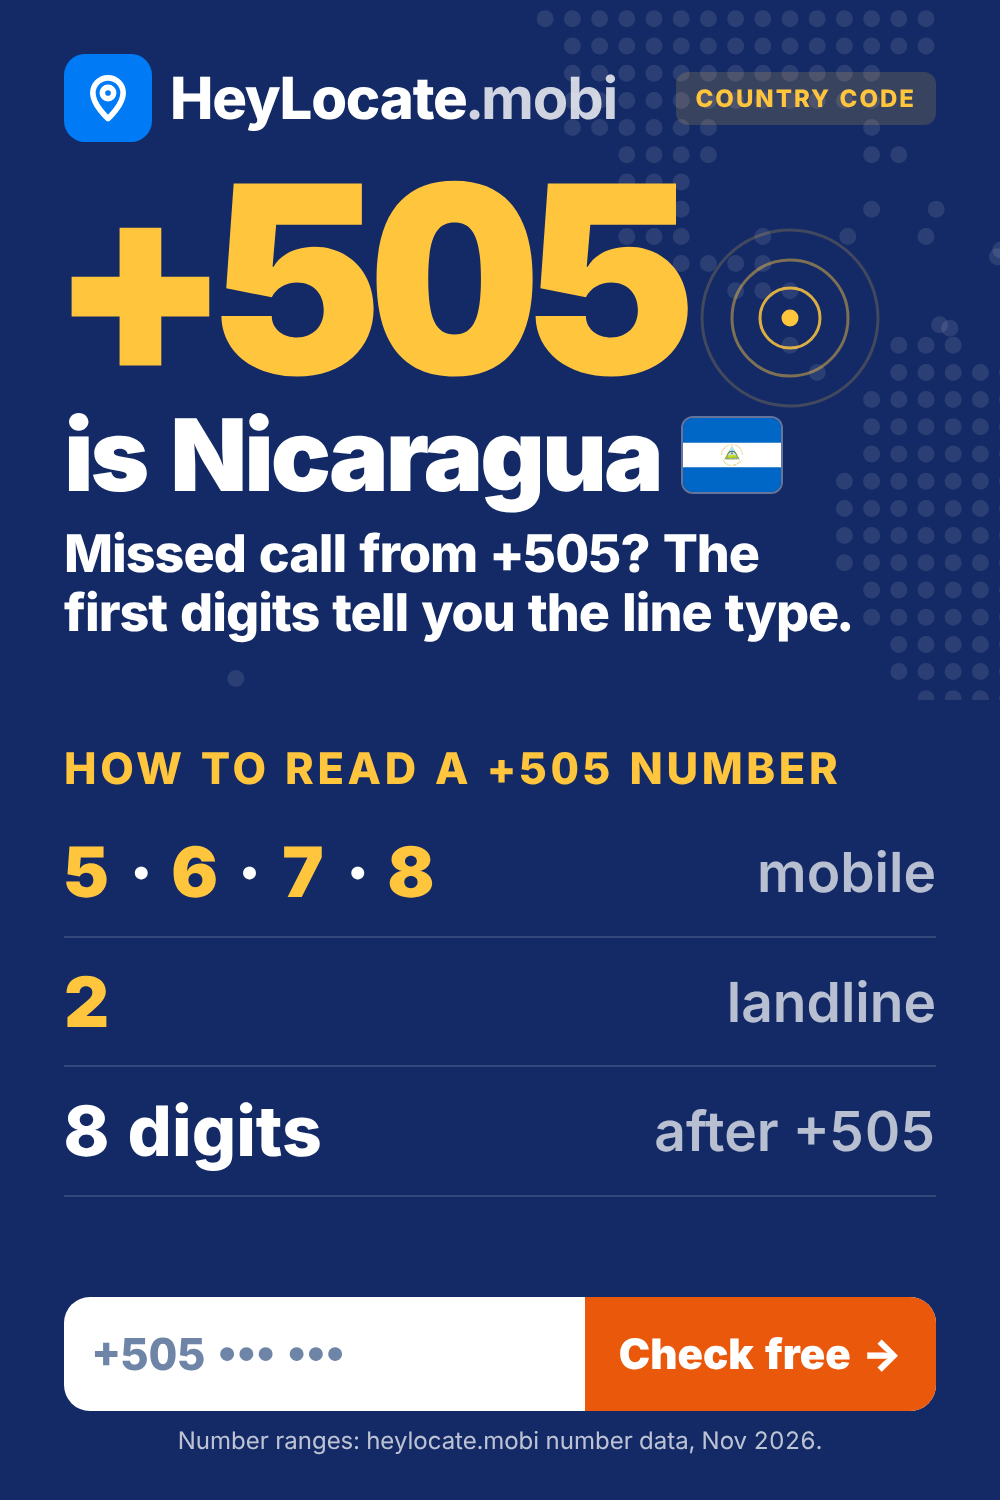 HeyLocate.mobi
COUNTRY CODE
+505
is Nicaragua
Missed call from +505? The
first digits tell you the line type.
HOW TO READ A +505 NUMBER
5 · 6 · 7 · 8 mobile
2 landline
8 digits after +505
+505 ••• •••
Check free →
Number ranges: heylocate.mobi number data, Nov 2026.